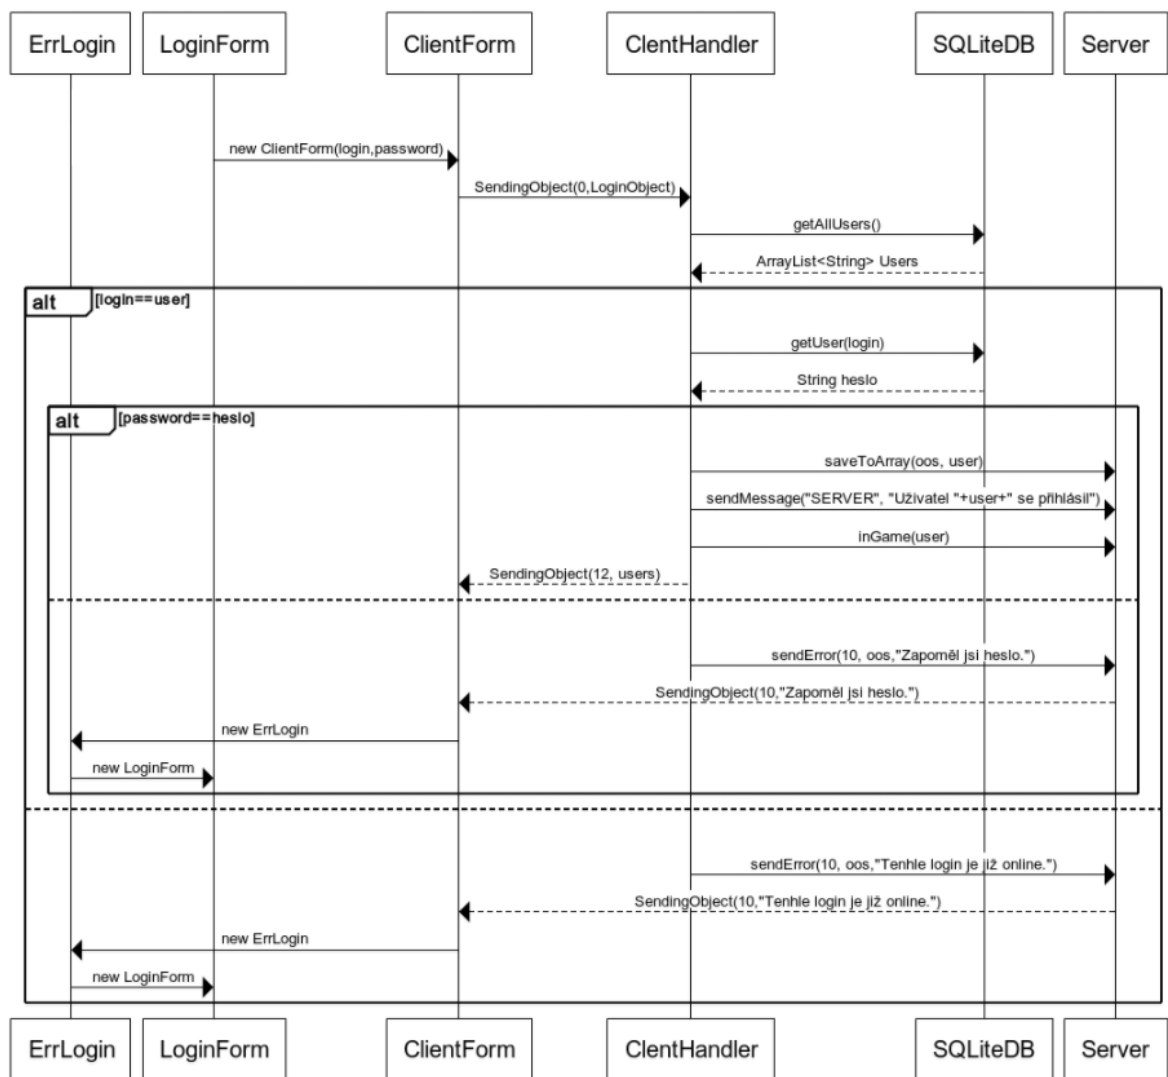 ErrLogin LoginForm ClientForm ClentHandler SQLiteDB Server
new ClientForm(login,password)
SendingObject(0,LoginObject)
getAllUsers()
ArrayList<String> Users
alt [login==user]
getUser(login)
String heslo
alt [password==heslo]
saveToArray(oos, user)
sendMessage("SERVER", "Uživatel "+user+" se přihlásil")
inGame(user)
SendingObject(12, users)
sendError(10, oos,"Zapoměl jsi heslo.")
SendingObject(10,"Zapoměl jsi heslo.")
new ErrLogin
new LoginForm
sendError(10, oos,"Tenhle login je již online.")
SendingObject(10,"Tenhle login je již online.")
new ErrLogin
new LoginForm
ErrLogin LoginForm ClientForm ClentHandler SQLiteDB Server